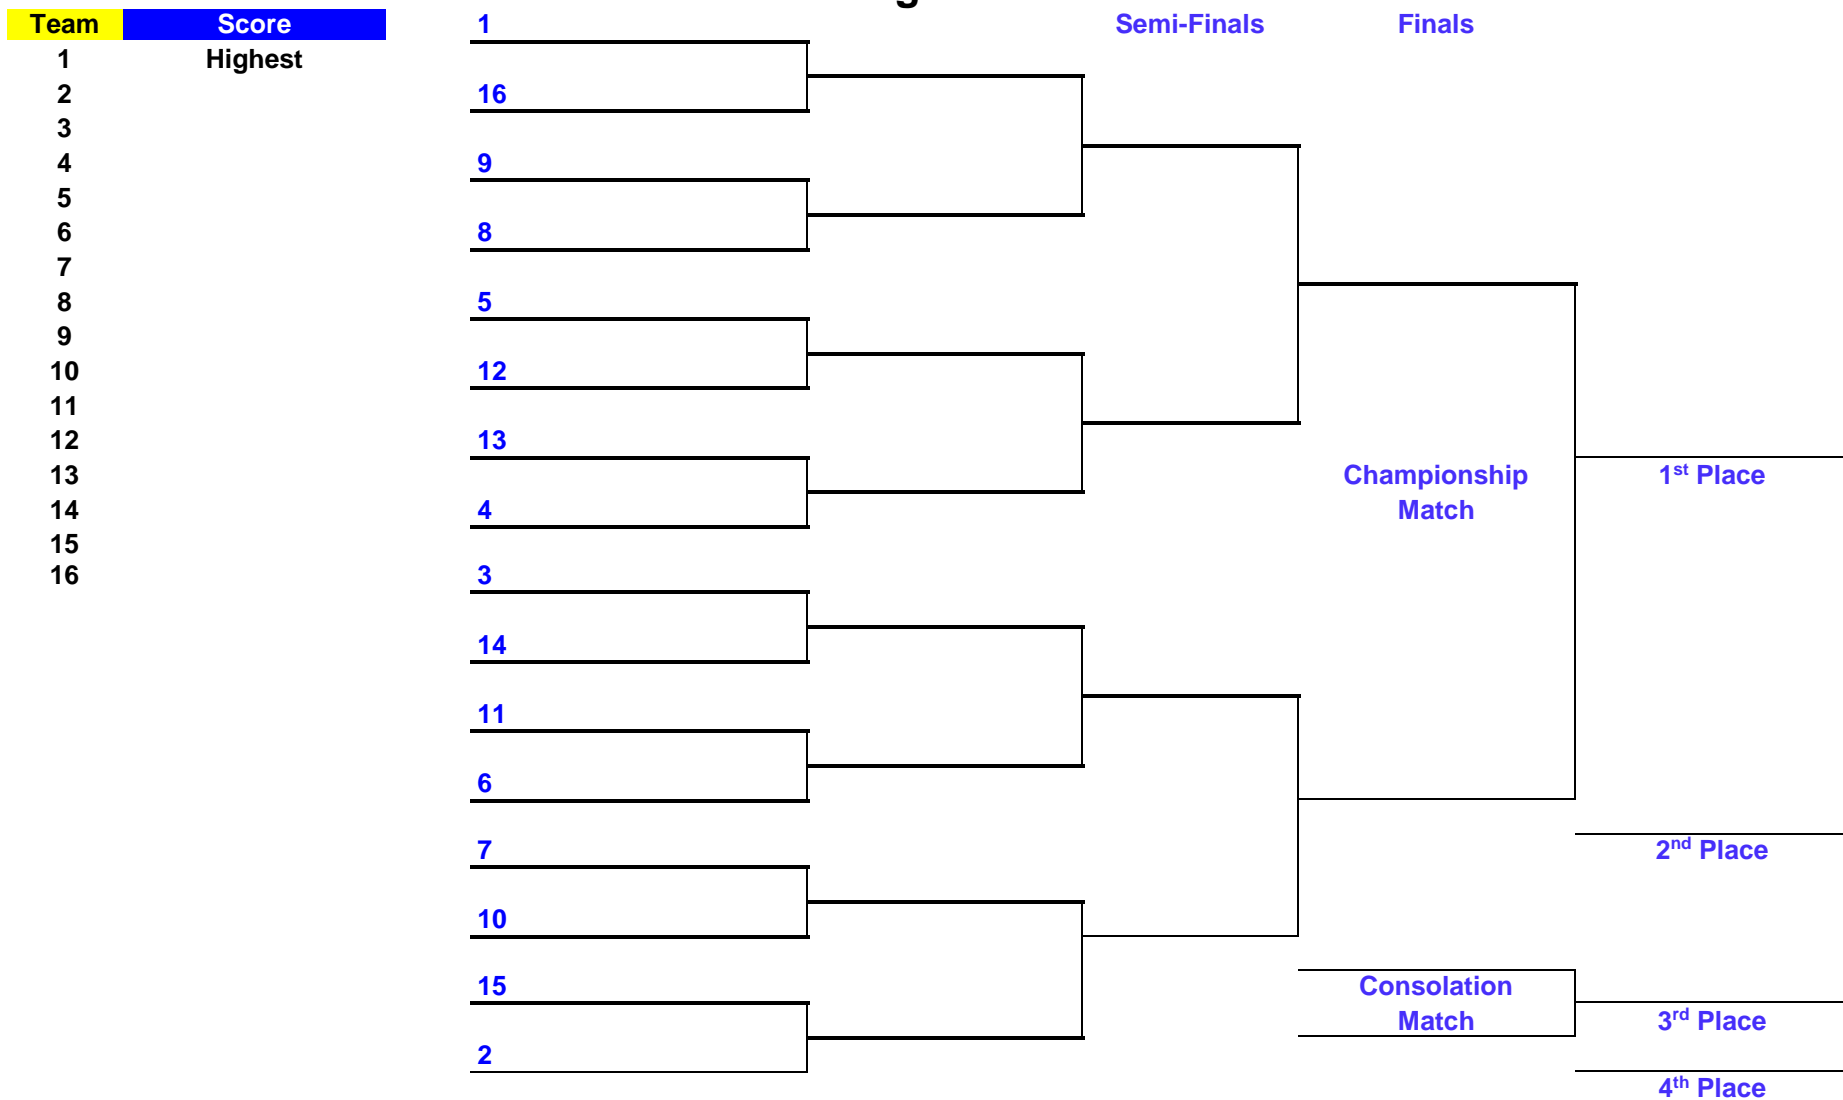 Team Score
1 Highest
2
3
4
5
6
7
8
9
10
11
12
13
14
15
16
1
16
9
8
5
12
13
4
3
14
11
6
7
10
15
2
Semi-Finals
Finals
Championship
Match
Consolation
Match
1st Place
2nd Place
3rd Place
4th Place